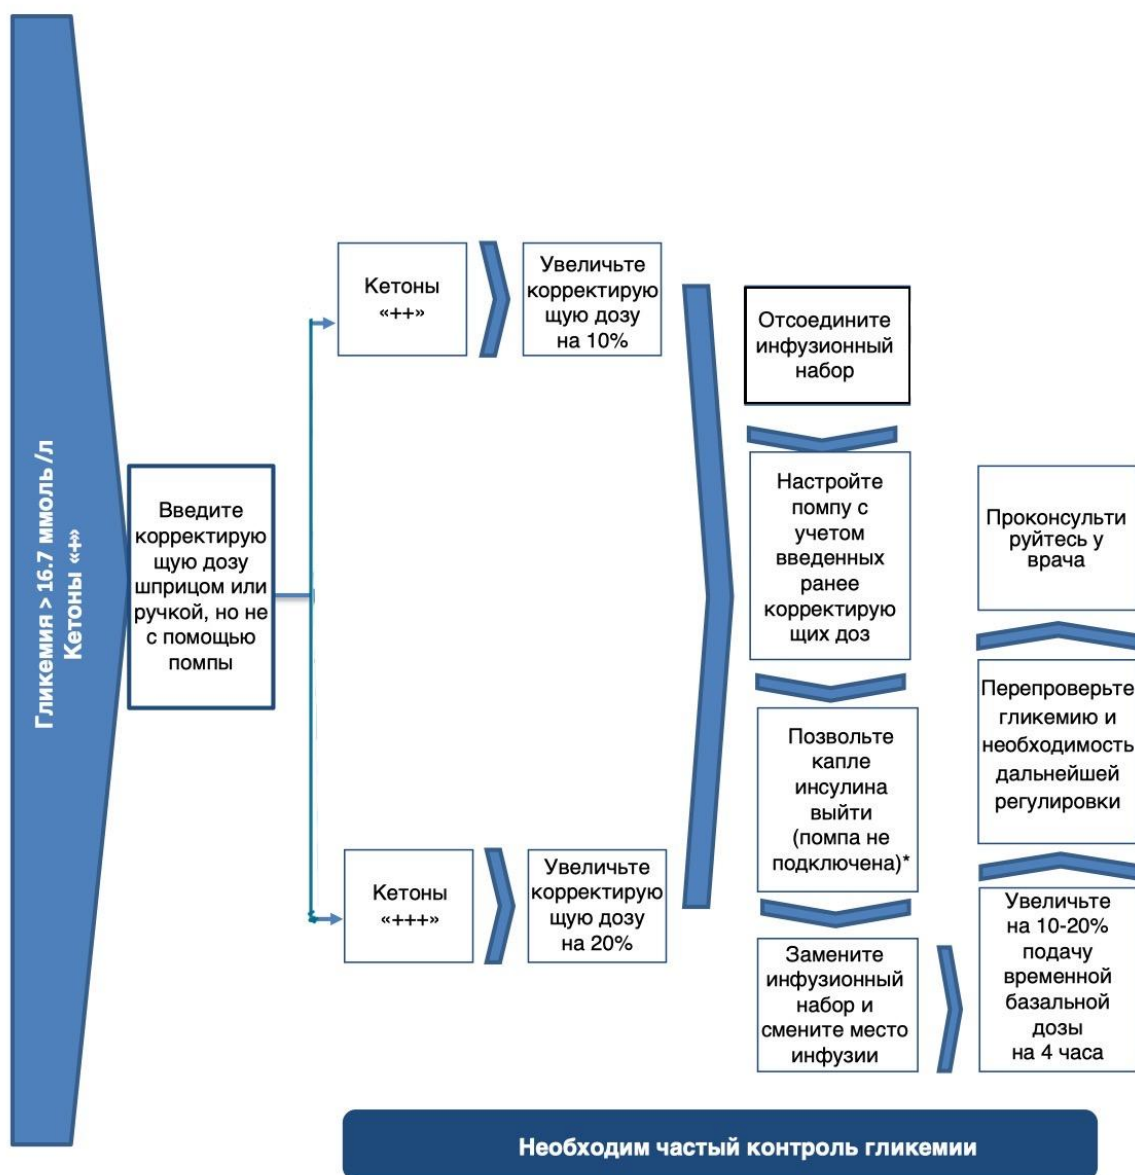 Гликемия > 16.7 ммоль /л
Кетоны «+»
Введите
корректирую
щую дозу
шприцом или
ручкой, но не
с помощью
помпы
Кетоны
«++»
Увеличьте
корректирую
щую дозу
на 10%
Кетоны
«+++»
Увеличьте
корректирую
щую дозу
на 20%
Отсоедините
инфузионный
набор
Настройте
помпу с
учетом
введенных
ранее
корректирую
щих доз
Позвольте
капле
инсулина
выйти
(помпа не
подключена)*
Замените
инфузионный
набор и
смените место
инфузии
Увеличьте
на 10-20%
подачу
временной
базальной
дозы
на 4 часа
Перепроверьте
гликемию и
необходимость
дальнейшей
регулировки
Проконсульти
руйтесь у
врача
Необходим частый контроль гликемии